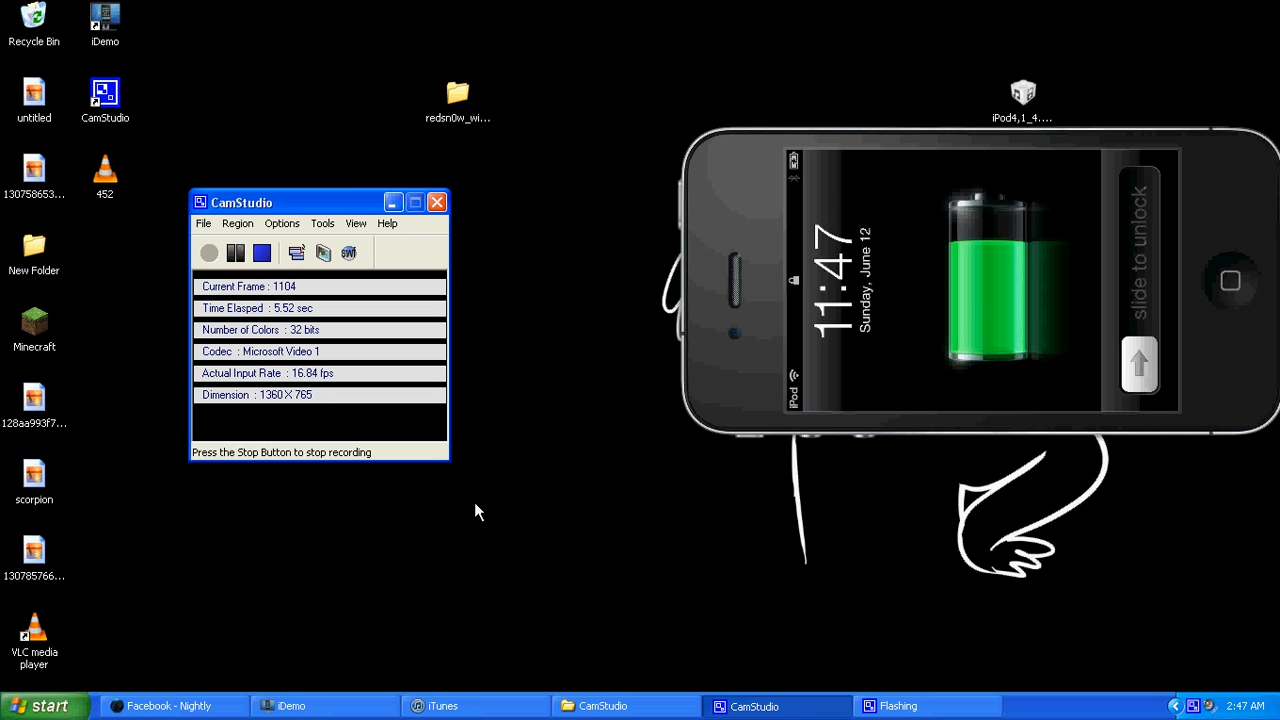 Recycle Bin
iDemo
untitled
CamStudio
redsn0w_wi...
iPod4,1_4....
130758653...
452
New Folder
Minecraft
128aa993f7...
scorpion
130785766...
VLC media
player
CamStudio
File Region Options Tools View Help
SWF
Current Frame : 1104
Time Elasped : 5.52 sec
Number of Colors : 32 bits
Codec : Microsoft Video 1
Actual Input Rate : 16.84 fps
Dimension : 1360 X 765
Press the Stop Button to stop recording
iPod
11:47
Sunday, June 12
slide to unlock
start
Facebook - Nightly
iDemo
iTunes
CamStudio
CamStudio
Flashing
2:47 AM